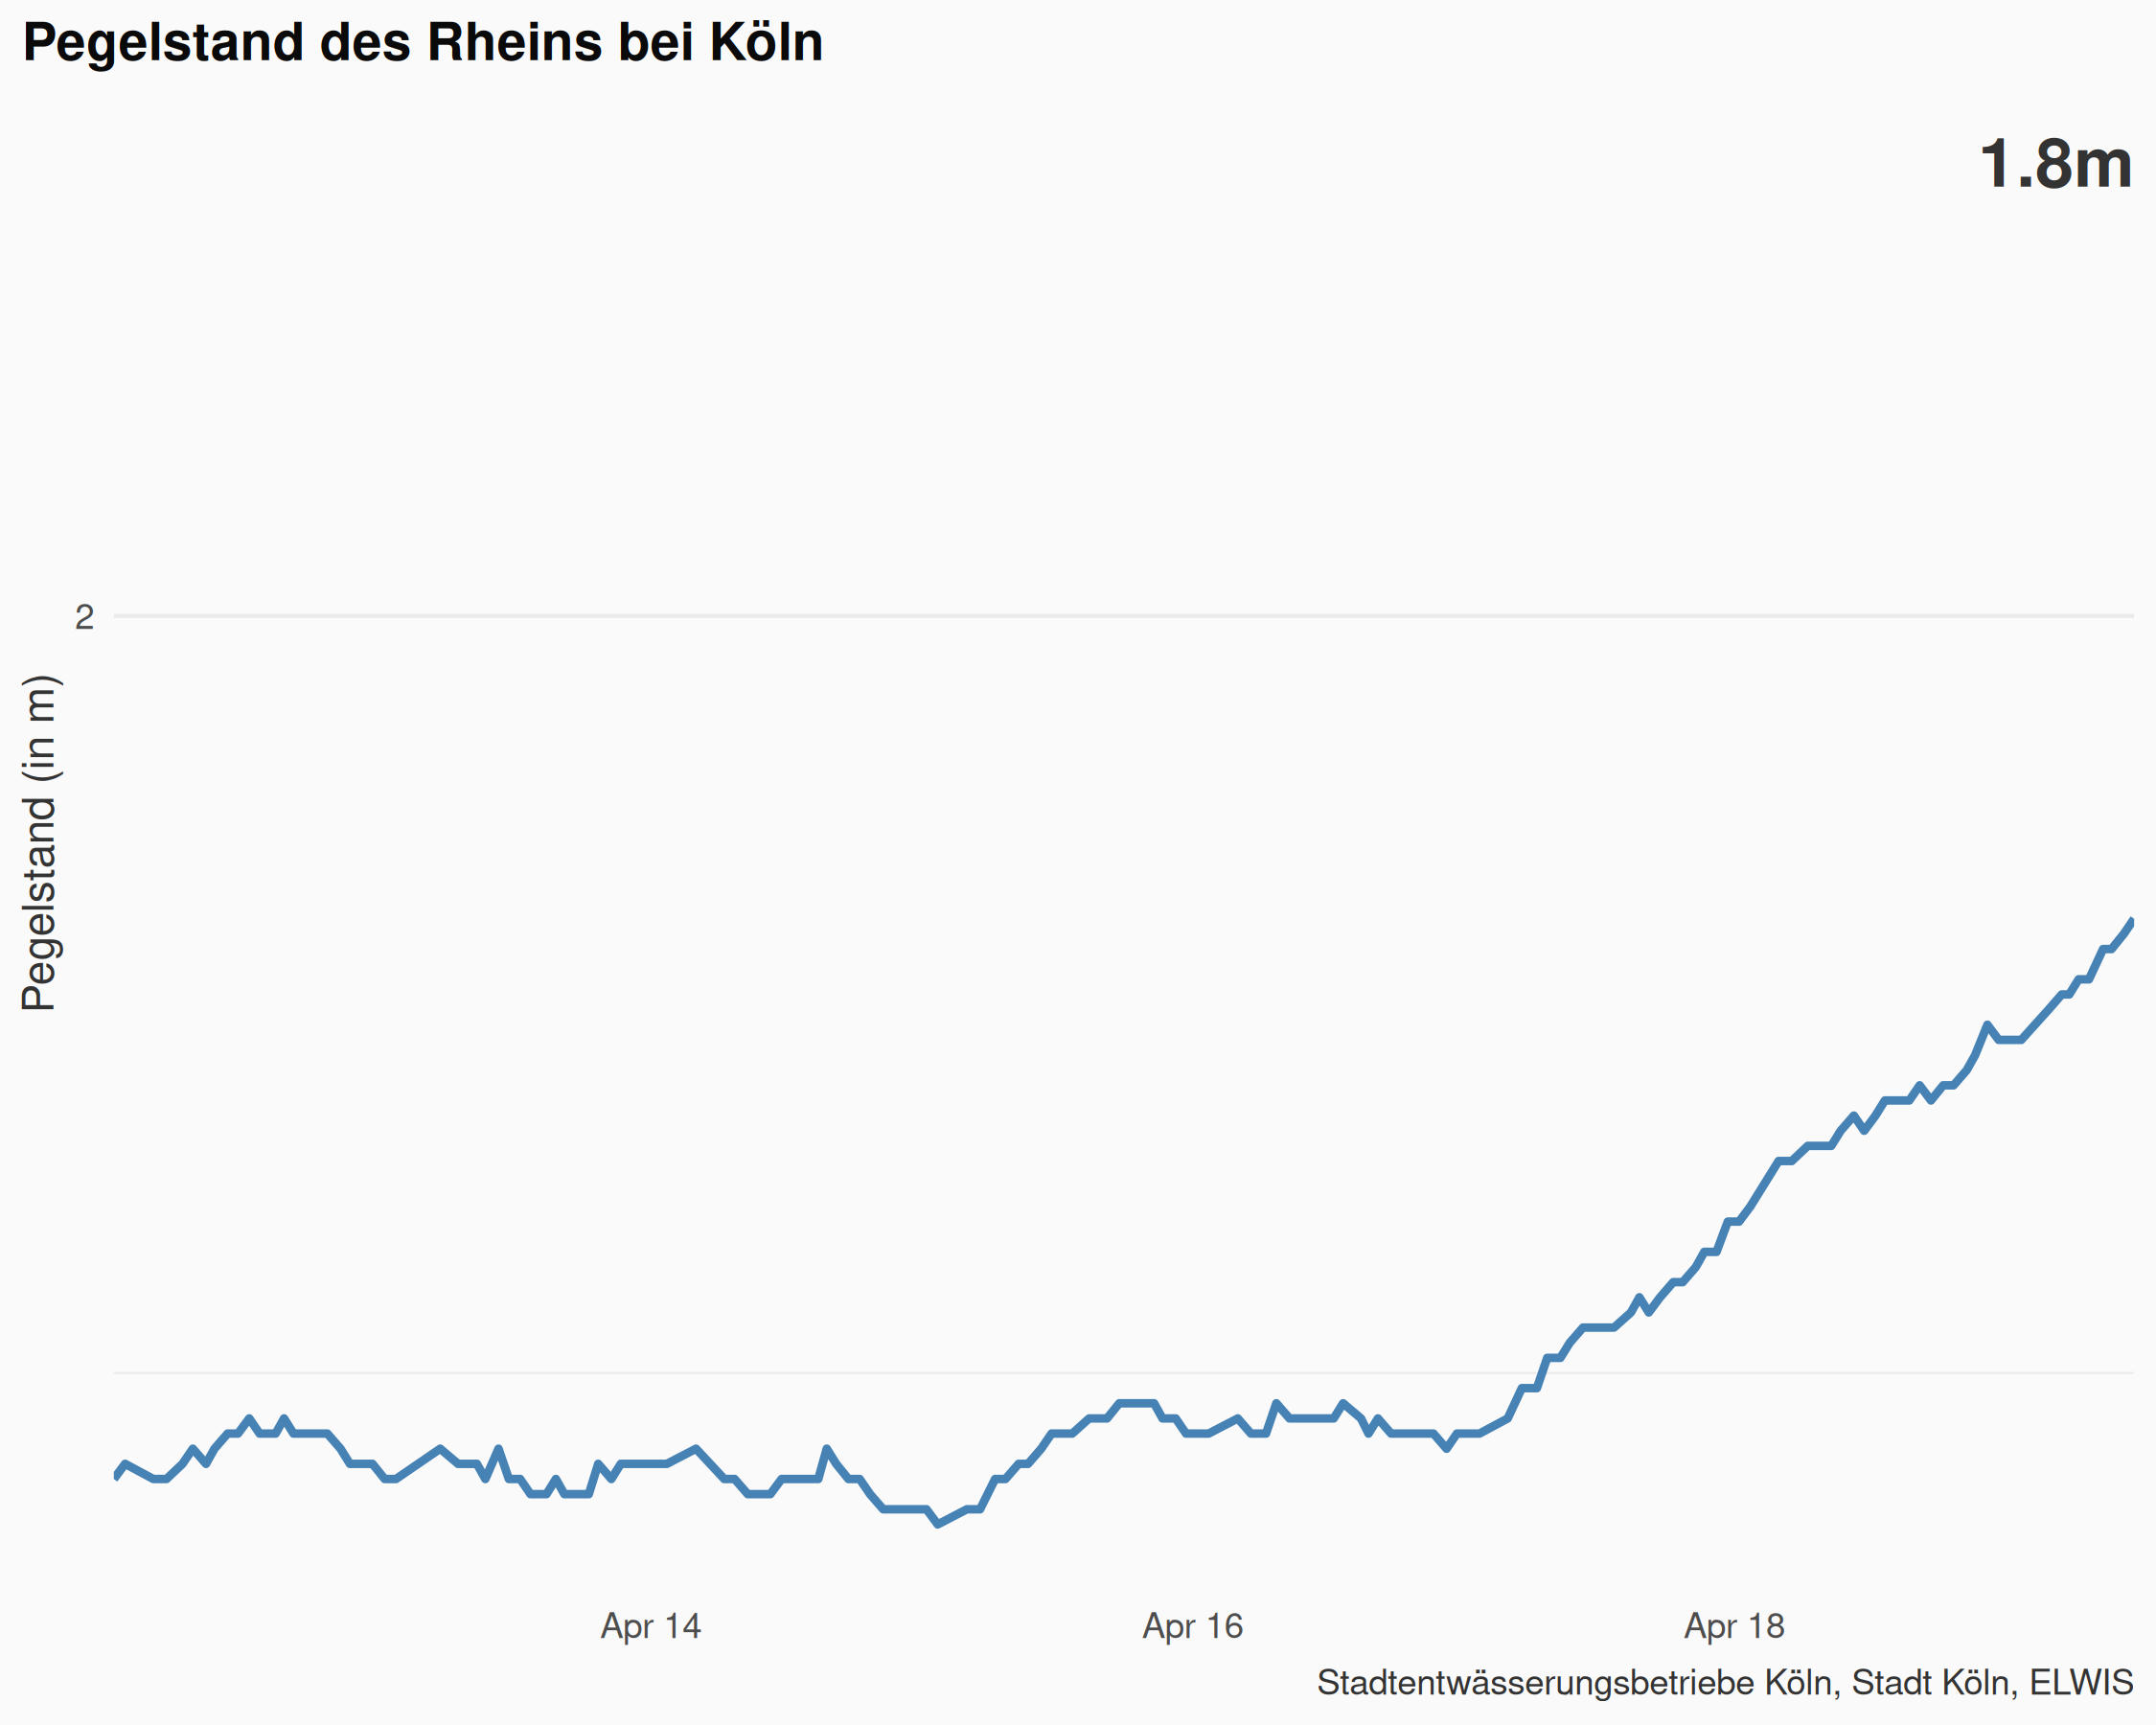 Pegelstand des Rheins bei Köln
1.8m
2
Pegelstand (in m)
Apr 14
Apr 16
Apr 18
Stadtentwässerungsbetriebe Köln, Stadt Köln, ELWIS